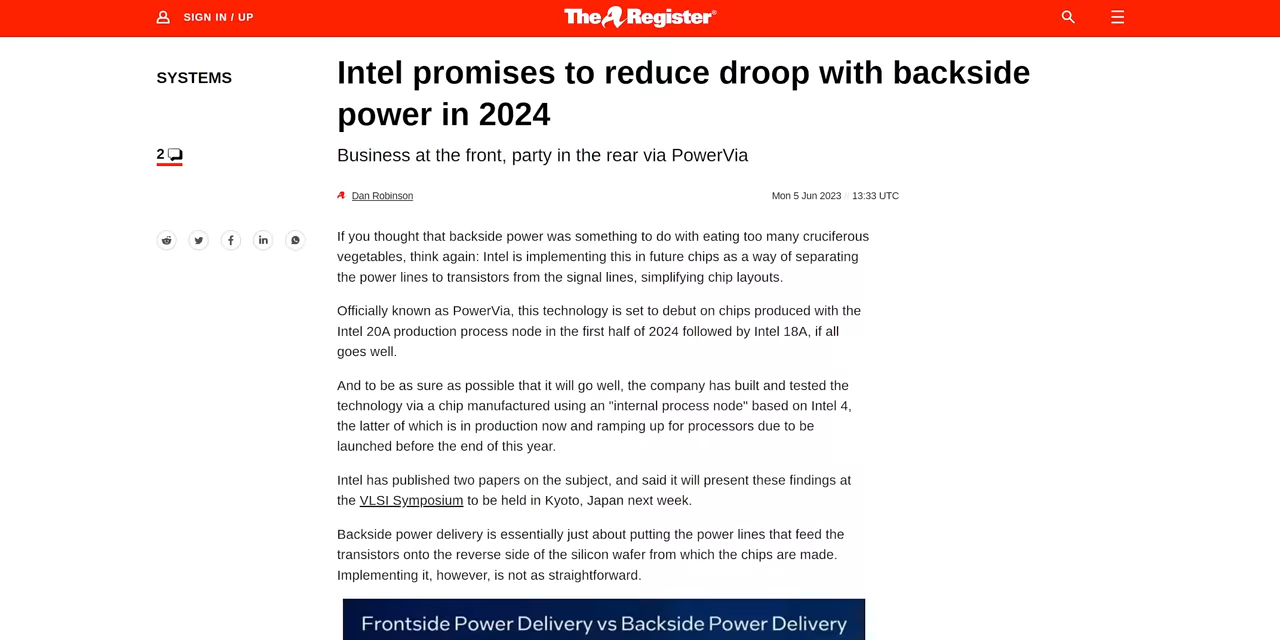 SIGN IN / UP
The Register®
SYSTEMS
Intel promises to reduce droop with backside
power in 2024
2
Business at the front, party in the rear via PowerVia
Dan Robinson
Mon 5 Jun 2023 // 13:33 UTC
If you thought that backside power was something to do with eating too many cruciferous
vegetables, think again: Intel is implementing this in future chips as a way of separating
the power lines to transistors from the signal lines, simplifying chip layouts.
Officially known as PowerVia, this technology is set to debut on chips produced with the
Intel 20A production process node in the first half of 2024 followed by Intel 18A, if all
goes well.
And to be as sure as possible that it will go well, the company has built and tested the
technology via a chip manufactured using an "internal process node" based on Intel 4,
the latter of which is in production now and ramping up for processors due to be
launched before the end of this year.
Intel has published two papers on the subject, and said it will present these findings at
the VLSI Symposium to be held in Kyoto, Japan next week.
Backside power delivery is essentially just about putting the power lines that feed the
transistors onto the reverse side of the silicon wafer from which the chips are made.
Implementing it, however, is not as straightforward.
Frontside Power Delivery vs Backside Power Delivery